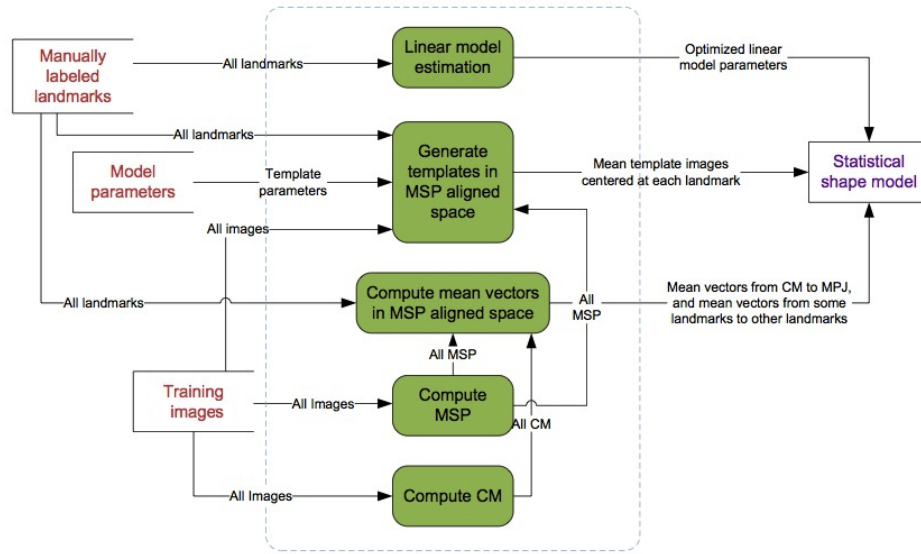 Manually
labeled
landmarks
All landmarks
Linear model
estimation
Optimized linear
model parameters
All landmarks
Model
parameters
Template
parameters
Generate
templates in
MSP aligned
space
Mean template images
centered at each landmark
Statistical
shape model
All images
All landmarks
Compute mean vectors
in MSP aligned space
All
MSP
Mean vectors from CM to MPJ,
and mean vectors from some
landmarks to other landmarks
All MSP
Training
images
All Images
Compute
MSP
All CM
All Images
Compute CM